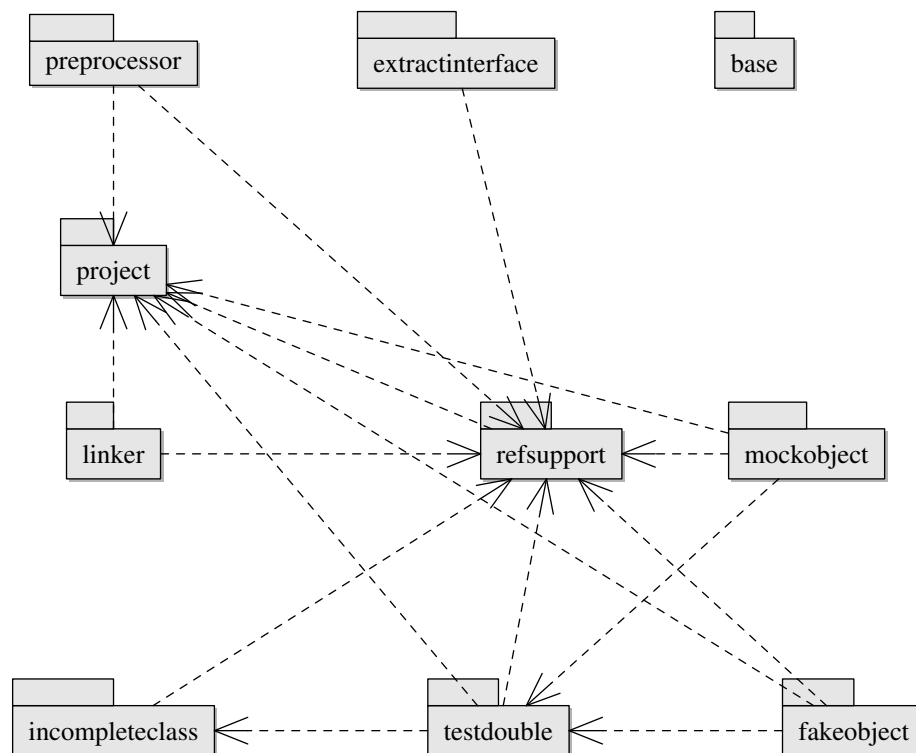 preprocessor
extractinterface
base
project
linker
refsupport
mockobject
incompleteclass
testdouble
fakeobject